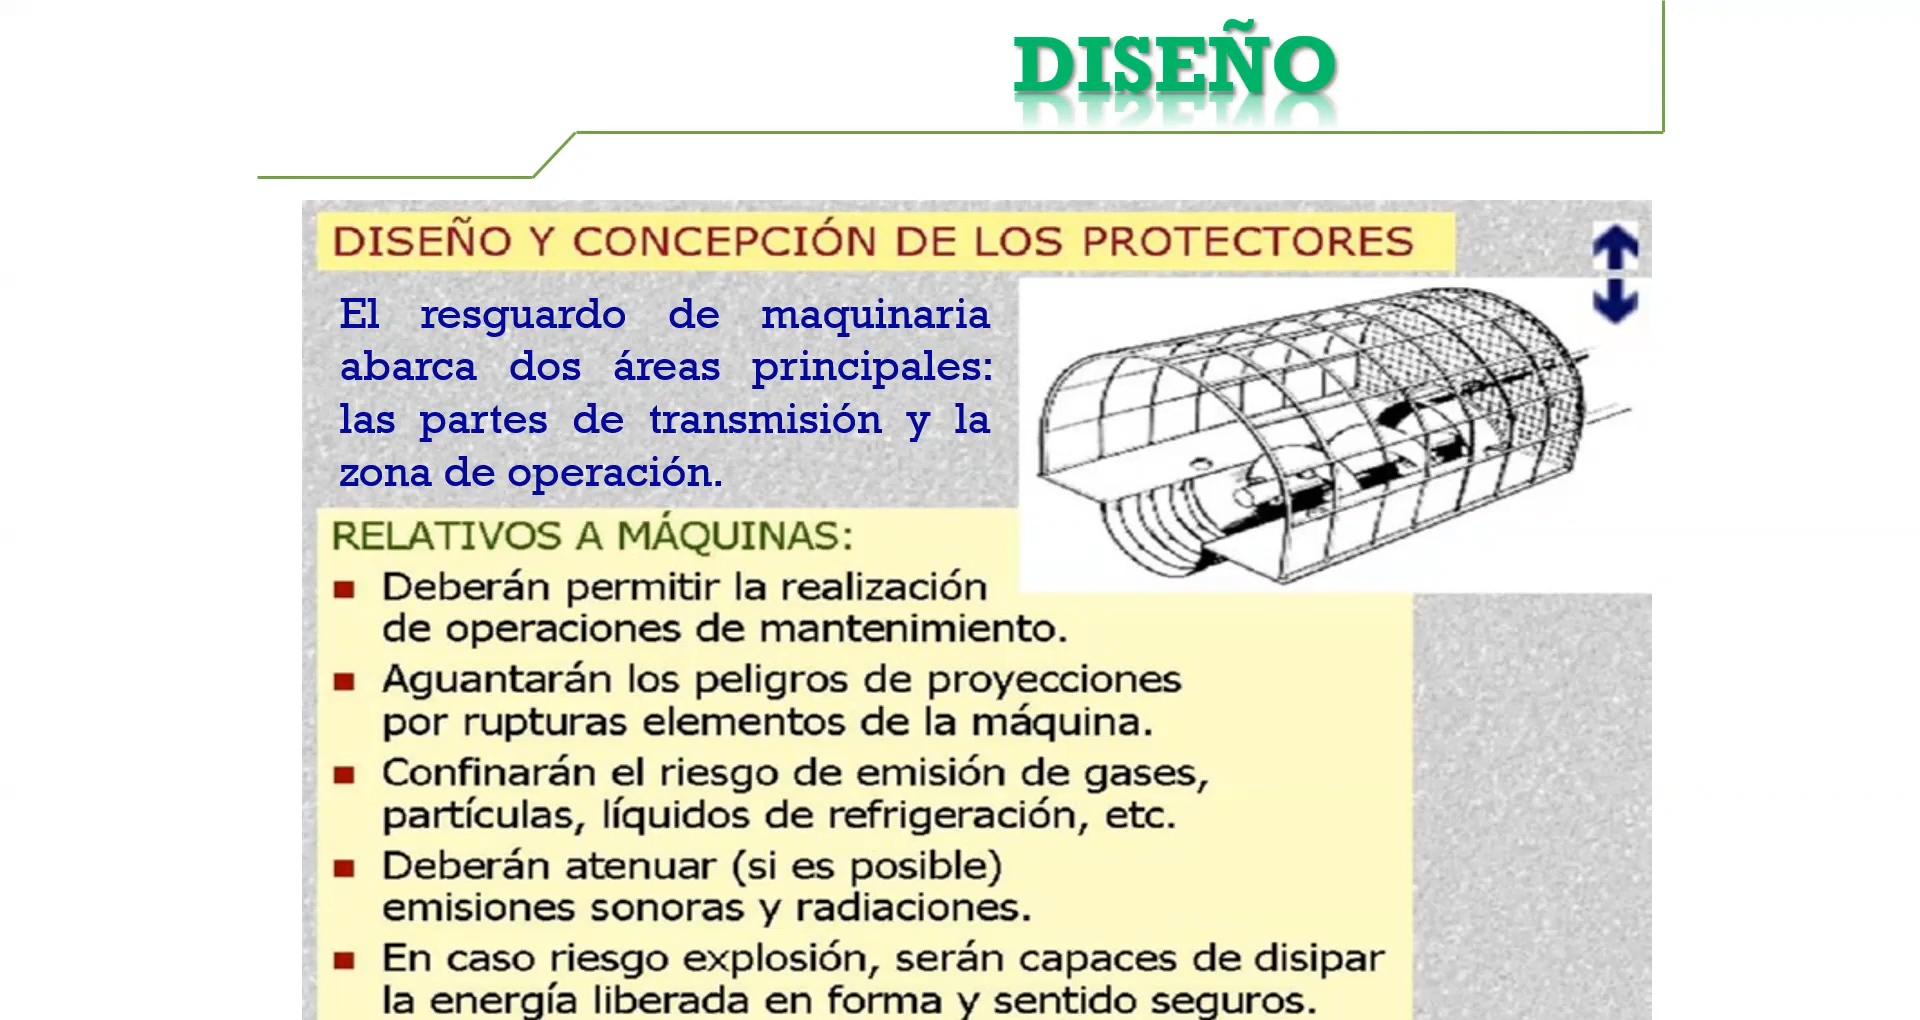 DISEÑO
DISEÑO Y CONCEPCIÓN DE LOS PROTECTORES
El resguardo de maquinaria
abarca dos áreas principales:
las partes de transmisión y la
zona de operación.
RELATIVOS A MÁQUINAS:
Deberán permitir la realización
de operaciones de mantenimiento.
Aguantarán los peligros de proyecciones
por rupturas elementos de la máquina.
Confinarán el riesgo de emisión de gases,
partículas, líquidos de refrigeración, etc.
Deberán atenuar (si es posible)
emisiones sonoras y radiaciones.
En caso riesgo explosión, serán capaces de disipar
la energía liberada en forma y sentido seguros.